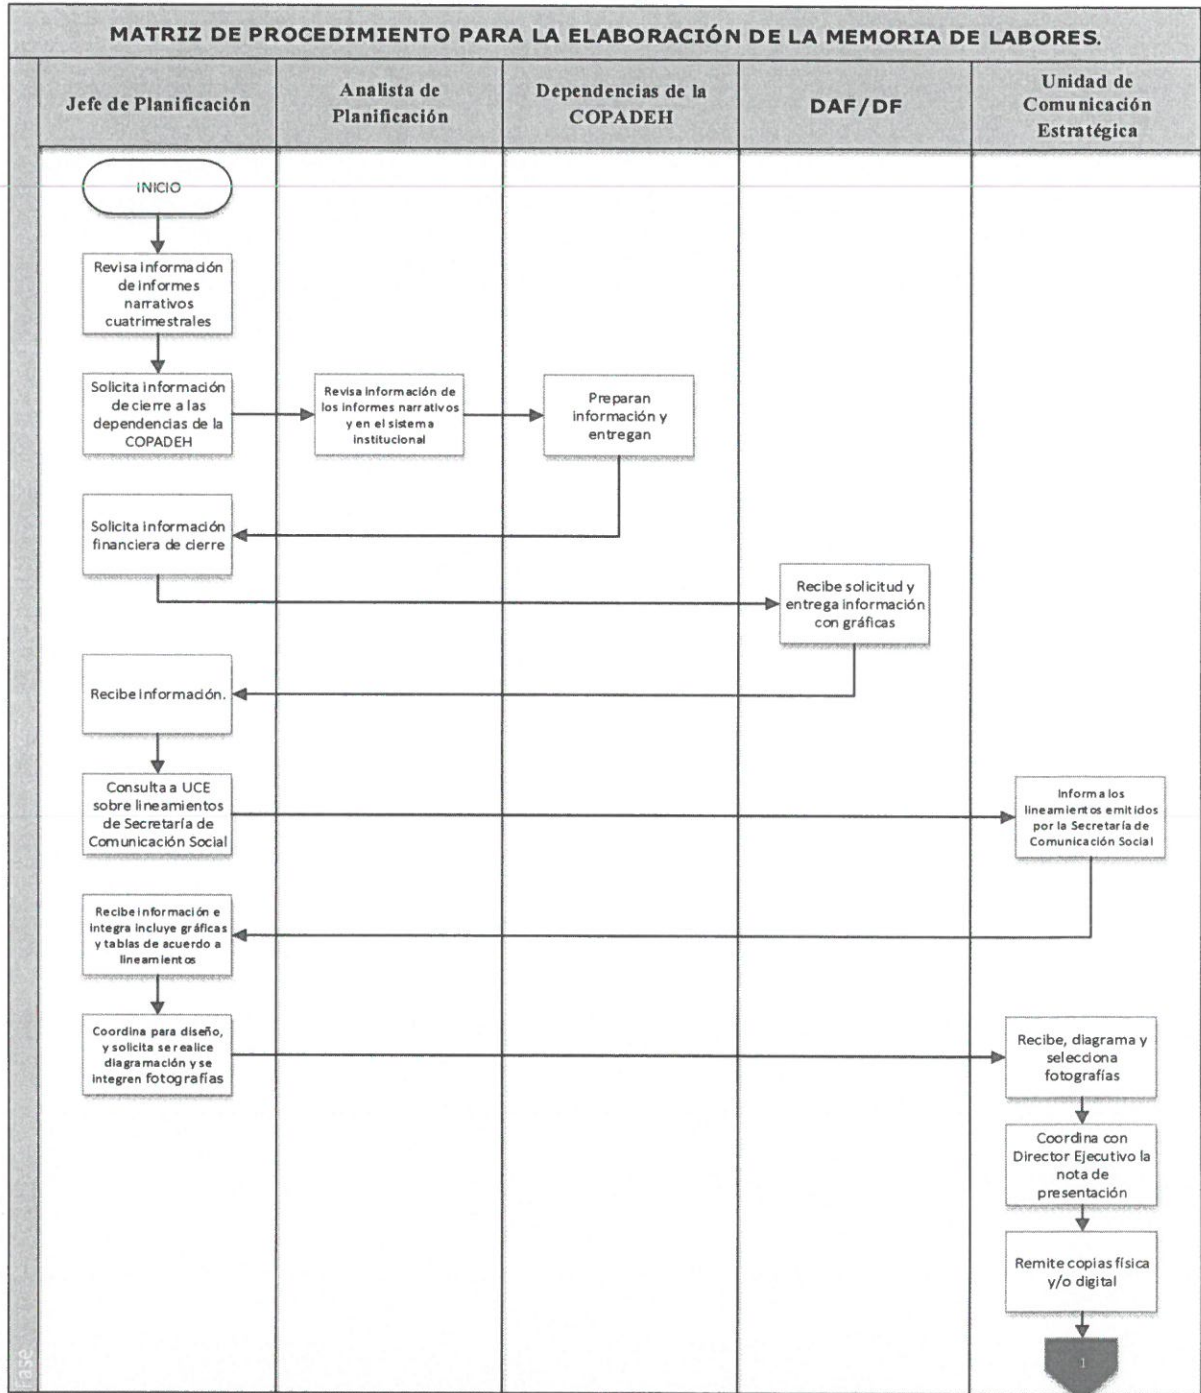 MATRIZ DE PROCEDIMIENTO PARA LA ELABORACIÓN DE LA MEMORIA DE LABORES.
Jefe de Planificación
Analista de
Planificación
Dependencias de la
COPADEH
DAF/DF
Unidad de
Comunicación
Estratégica
INICIO
Revisa información
de informes
narrativos
cuatrimestrales
Solicita información
de cierre a las
dependencias de la
COPADEH
Revisa información de
los informes narrativos
y en el sistema
institucional
Preparan
información y
entregan
Solicita información
financiera de cierre
Recibe solicitud y
entrega información
con gráficas
Recibe información.
Consulta a UCE
sobre lineamientos
de Secretaría de
Comunicación Social
Informa los
lineamientos emitidos
por la Secretaría de
Comunicación Social
Recibe información e
integra incluye gráficas
y tablas de acuerdo a
lineamientos
Coordina para diseño,
y solicita se realice
diagramación y se
integren fotografías
Recibe, diagrama y
selecciona
fotografías
Coordina con
Director Ejecutivo la
nota de
presentación
Remite copias física
y/o digital
1
Fase